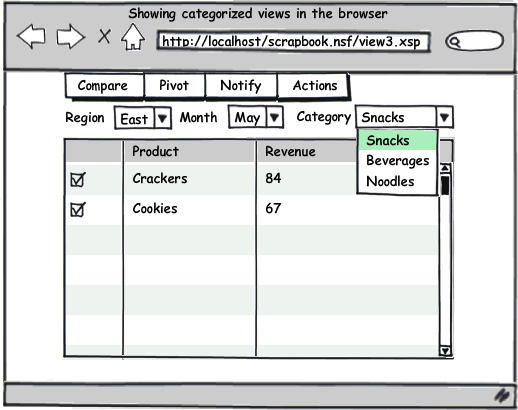 Showing categorized views in the browser
http://localhost/scrapbook.nsf/view3.xsp
Compare Pivot Notify Actions
Region East Month May Category Snacks
Snacks
Beverages
Noodles
Product Revenue
Crackers 84
Cookies 67